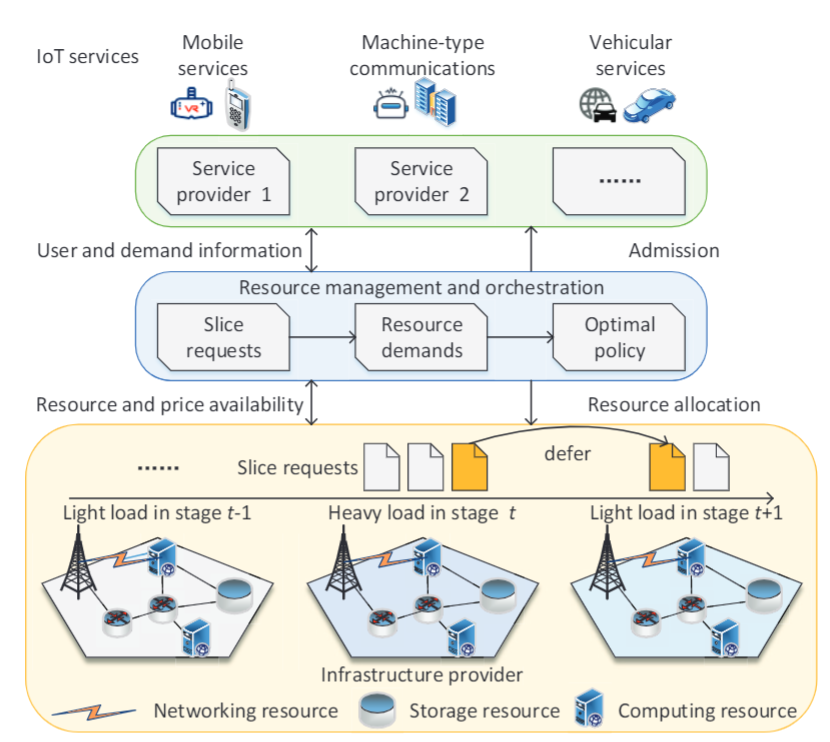 IoT services
Mobile
services
Machine-type
communications
Vehicular
services
VR
Service
provider 1
Service
provider 2
......
User and demand information
Admission
Resource management and orchestration
Slice
requests
Resource
demands
Optimal
policy
Resource and price availability
Resource allocation
......
Slice requests
defer
Light load in stage t-1
Heavy load in stage t
Light load in stage t+1
Infrastructure provider
Networking resource
Storage resource
Computing resource